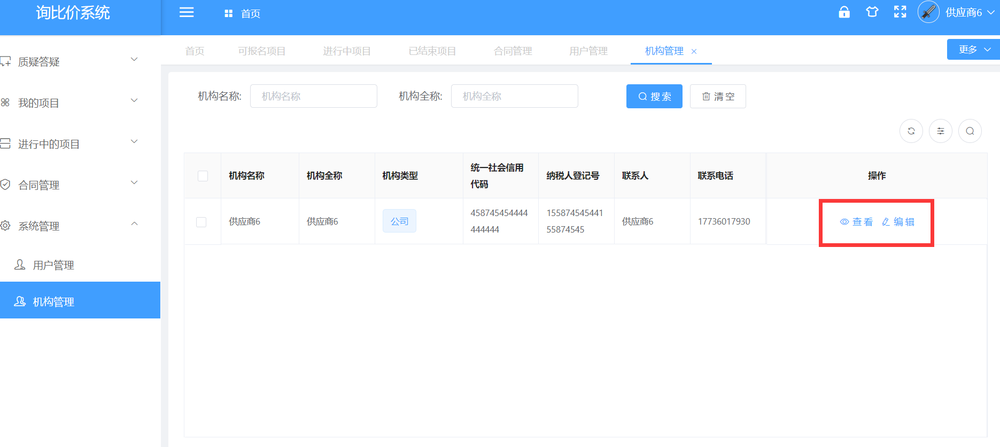 询比价系统
首页
供应商6
质疑答疑
我的项目
进行中的项目
合同管理
系统管理
用户管理
机构管理
首页 可报名项目 进行中项目 已结束项目 合同管理 用户管理 机构管理
更多
机构名称: 机构名称 机构全称: 机构全称 搜索 清空
机构名称 机构全称 机构类型 统一社会信用代码 纳税人登记号 联系人 联系电话 操作
供应商6 供应商6 公司 458745454444444444 15587454544155874545 供应商6 17736017930 查看 编辑